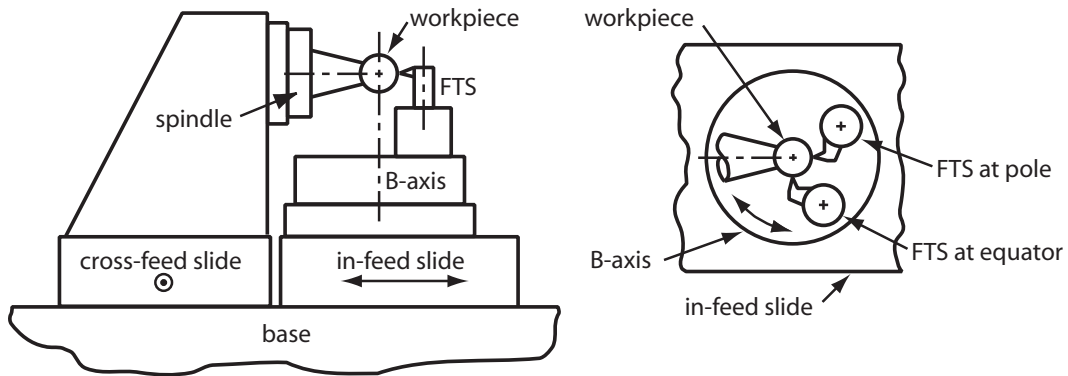 workpiece
FTS
spindle
B-axis
cross-feed slide
in-feed slide
base
workpiece
FTS at pole
FTS at equator
B-axis
in-feed slide